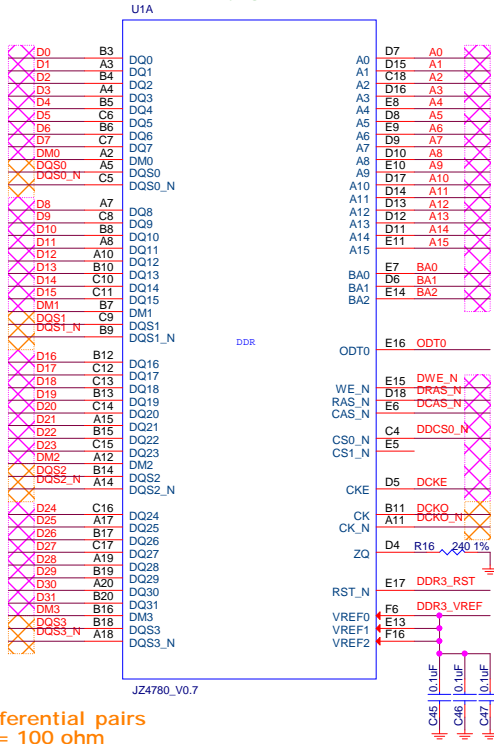 U1A
D0 B3 DQ0
D1 A3 DQ1
D2 B4 DQ2
D3 A4 DQ3
D4 B5 DQ4
D5 C6 DQ5
D6 B6 DQ6
D7 C7 DQ7
DM0 A2 DM0
DQS0 A5 DQS0
DQS0_N C5 DQS0_N
D8 A7 DQ8
D9 C8 DQ9
D10 B8 DQ10
D11 A8 DQ11
D12 A10 DQ12
D13 B10 DQ13
D14 C10 DQ14
D15 C11 DQ15
DM1 B7 DM1
DQS1 C9 DQS1
DQS1_N B9 DQS1_N
D16 B12 DQ16
D17 C12 DQ17
D18 C13 DQ18
D19 B13 DQ19
D20 C14 DQ20
D21 A15 DQ21
D22 B15 DQ22
D23 C15 DQ23
DM2 A12 DM2
DQS2 B14 DQS2
DQS2_N A14 DQS2_N
D24 C16 DQ24
D25 A17 DQ25
D26 B17 DQ26
D27 C17 DQ27
D28 A19 DQ28
D29 B19 DQ29
D30 A20 DQ30
D31 B20 DQ31
DM3 B16 DM3
DQS3 B18 DQS3
DQS3_N A18 DQS3_N
DDR
A0 D7 A0
A1 D15 A1
A2 C18 A2
A3 D16 A3
A4 E8 A4
A5 D8 A5
A6 E9 A6
A7 D9 A7
A8 D10 A8
A9 E10 A9
A10 D17 A10
A11 D14 A11
A12 D13 A12
A13 D12 A13
A14 D11 A14
A15 E11 A15
BA0 E7 BA0
BA1 D6 BA1
BA2 E14 BA2
ODT0 E16 ODT0
WE_N E15 DWE_N
RAS_N D18 DRAS_N
CAS_N E6 DCAS_N
CS0_N C4 DDCS0_N
CS1_N E5
CKE D5 DCKE
CK B11 DCKO
CK_N A11 DCKO_N
ZQ D4 R16 240 1%
RST_N E17 DDR3_RST
VREF0 F6 DDR3_VREF
VREF1 E13
VREF2 F16
C45 0.1uF
C46 0.1uF
C47 0.1uF
JZ4780_V0.7
ferential pairs
= 100 ohm